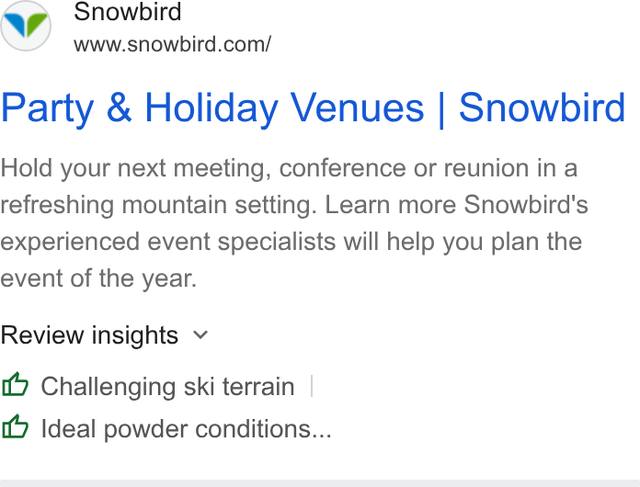 Snowbird
www.snowbird.com/
Party & Holiday Venues | Snowbird
Hold your next meeting, conference or reunion in a
refreshing mountain setting. Learn more Snowbird's
experienced event specialists will help you plan the
event of the year.
Review insights
Challenging ski terrain
Ideal powder conditions...